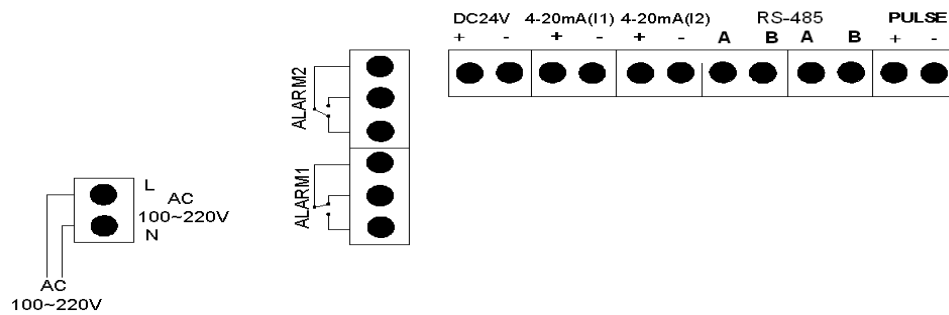 DC24V 4-20mA(I1) 4-20mA(I2) RS-485 PULSE
+ - + - + - A B A B + -
ALARM2
ALARM1
L
AC
100~220V
N
AC
100~220V